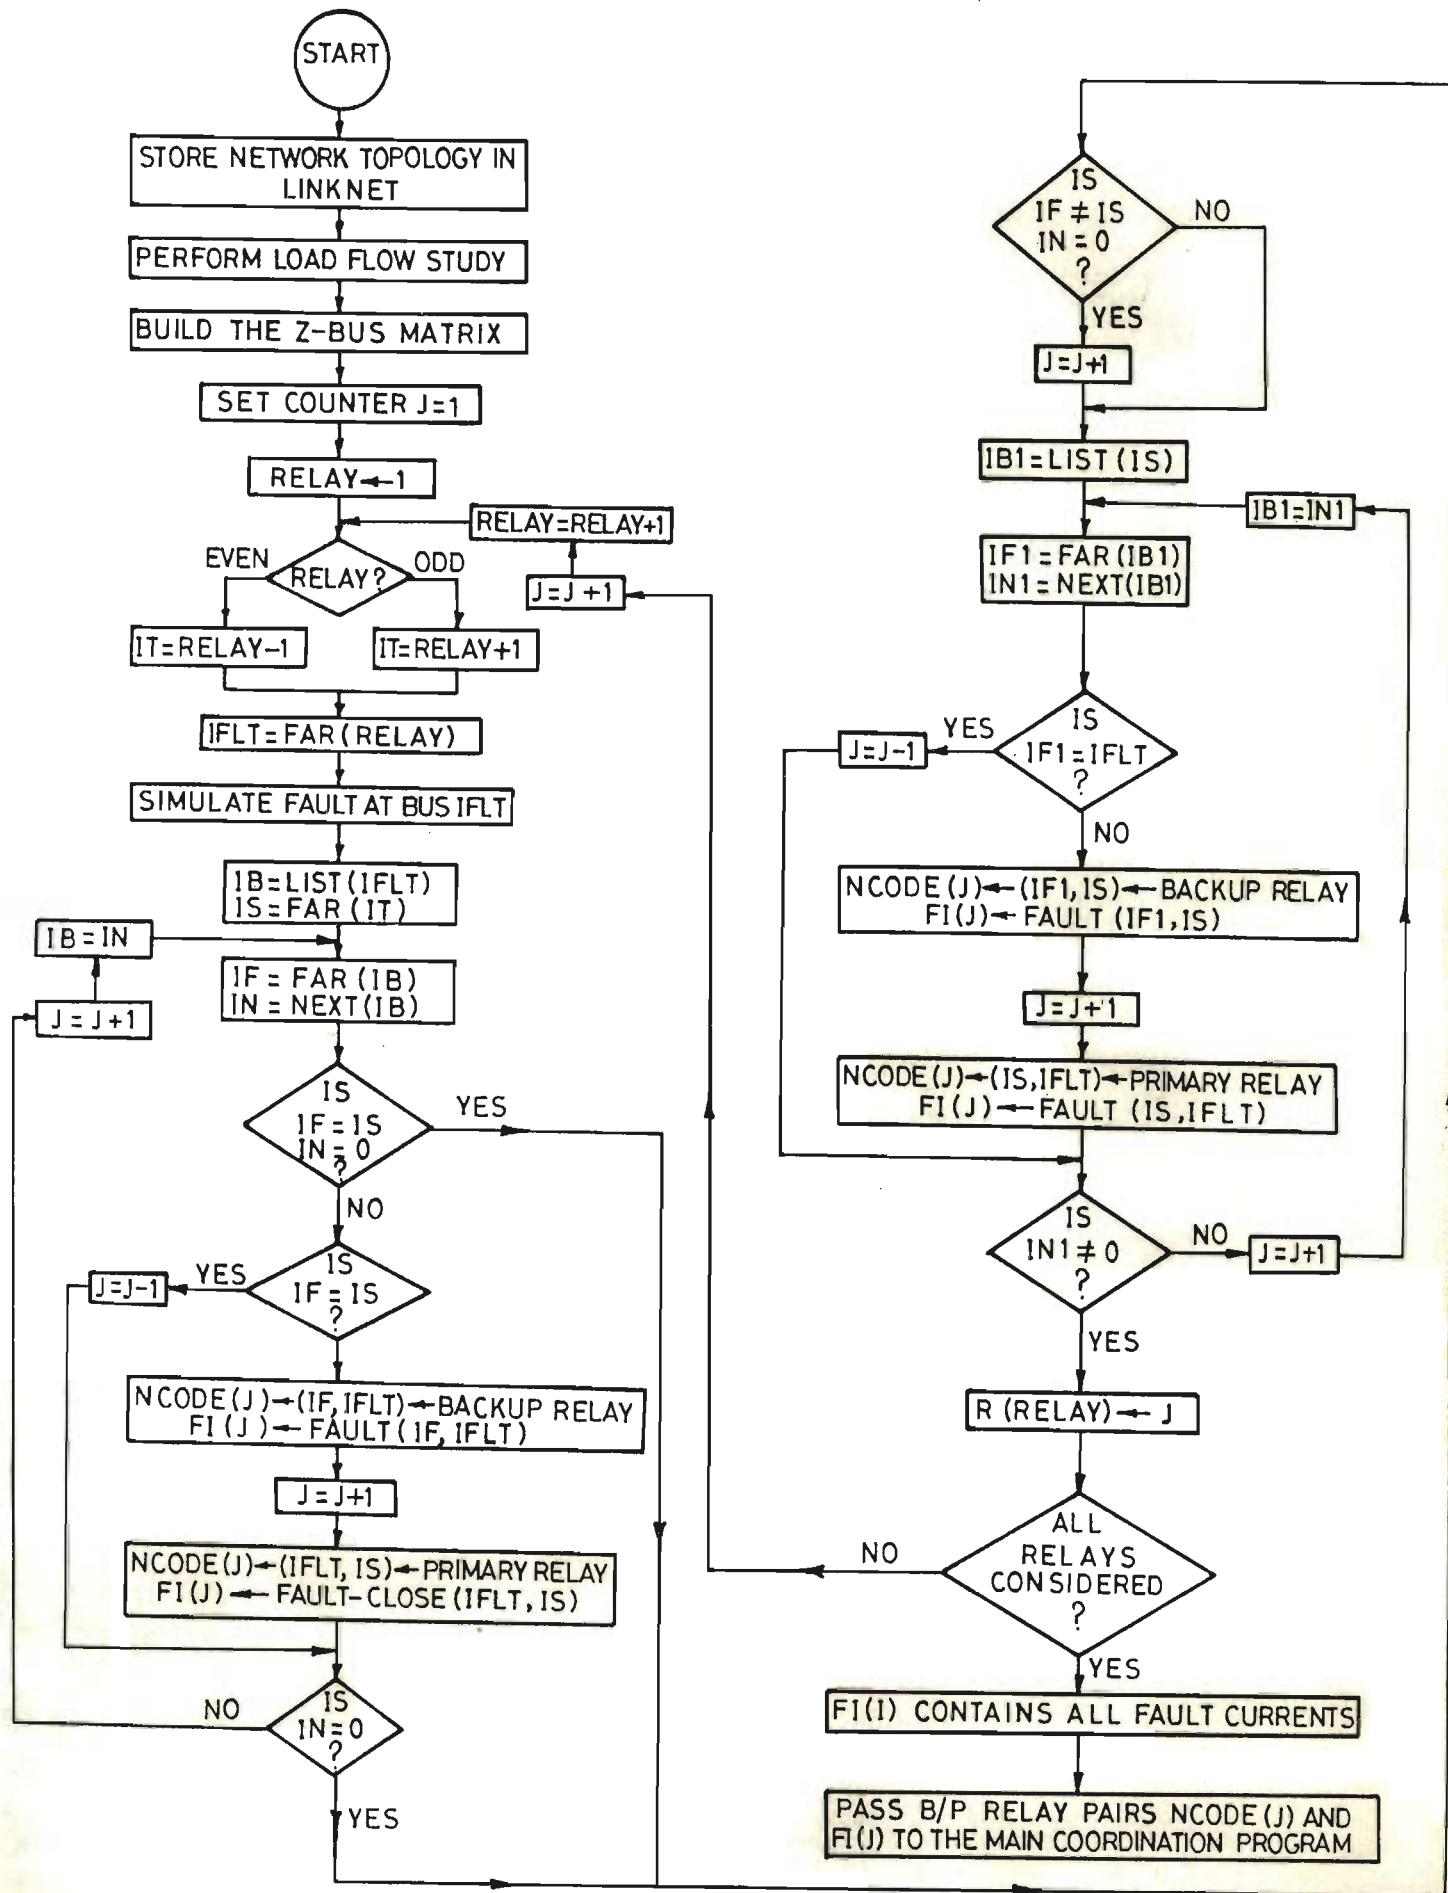 START
STORE NETWORK TOPOLOGY IN
LINKNET
PERFORM LOAD FLOW STUDY
BUILD THE Z-BUS MATRIX
SET COUNTER J=1
RELAY←1
RELAY=RELAY+1
J=J+1
EVEN
RELAY?
ODD
IT=RELAY-1
IT=RELAY+1
IFLT=FAR(RELAY)
SIMULATE FAULT AT BUS IFLT
IB=LIST(IFLT)
IS=FAR(IT)
IB=IN
J=J+1
IF=FAR(IB)
IN=NEXT(IB)
IS
IF=IS
IN=0
?
YES
NO
IS
IF=IS
?
YES
J=J-1
NCODE(J)←(IF,IFLT)←BACKUP RELAY
FI(J)←FAULT(IF,IFLT)
J=J+1
NCODE(J)←(IFLT,IS)←PRIMARY RELAY
FI(J)←FAULT-CLOSE(IFLT,IS)
IS
IN=0
?
NO
YES
IS
IF≠IS
IN=0
?
NO
YES
J=J+1
IB1=LIST(IS)
IB1=IN1
IF1=FAR(IB1)
IN1=NEXT(IB1)
IS
IF1=IFLT
?
YES
J=J-1
NO
NCODE(J)←(IF1,IS)←BACKUP RELAY
FI(J)←FAULT(IF1,IS)
J=J+1
NCODE(J)←(IS,IFLT)←PRIMARY RELAY
FI(J)←FAULT(IS,IFLT)
IS
IN1≠0
?
NO
J=J+1
YES
R(RELAY)←J
ALL
RELAYS
CONSIDERED
?
NO
YES
FI(I) CONTAINS ALL FAULT CURRENTS
PASS B/P RELAY PAIRS NCODE(J) AND
FI(J) TO THE MAIN COORDINATION PROGRAM